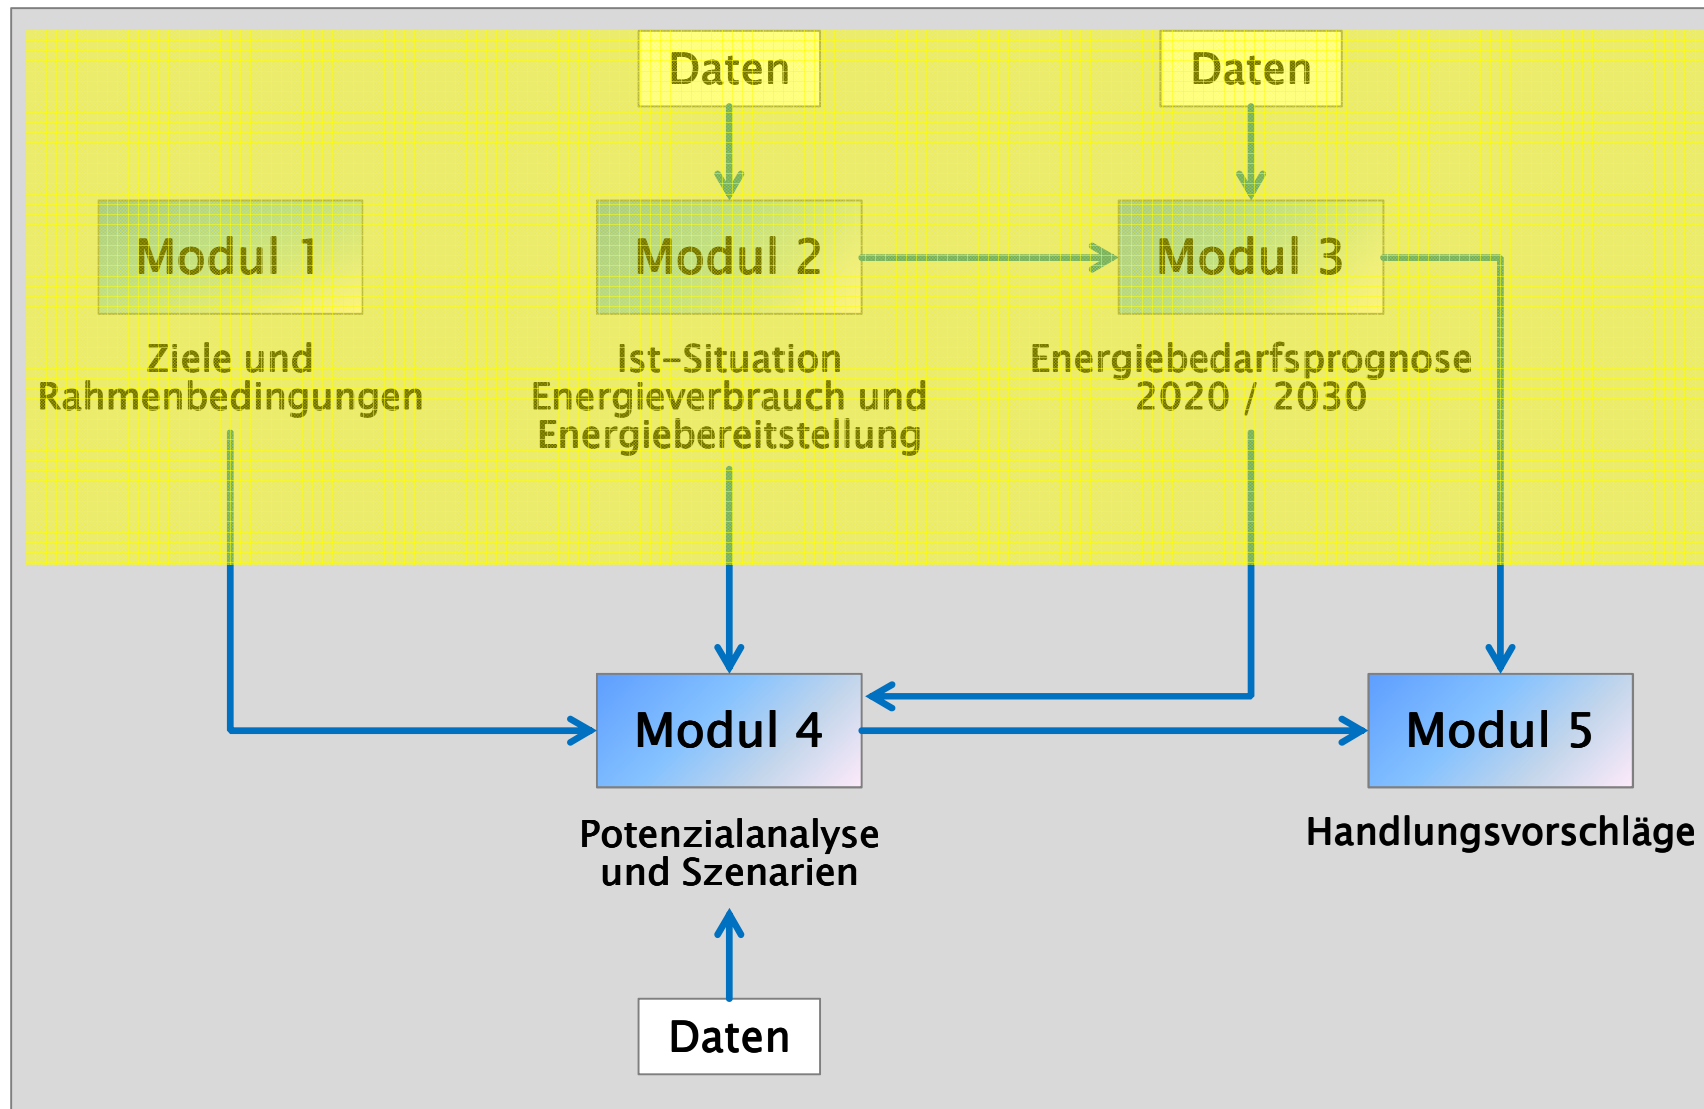 Daten
Daten
Modul 1
Modul 2
Modul 3
Ziele und
Rahmenbedingungen
Ist-Situation
Energieverbrauch und
Energiebereitstellung
Energiebedarfsprognose
2020 / 2030
Modul 4
Modul 5
Potenzialanalyse
und Szenarien
Handlungsvorschläge
Daten